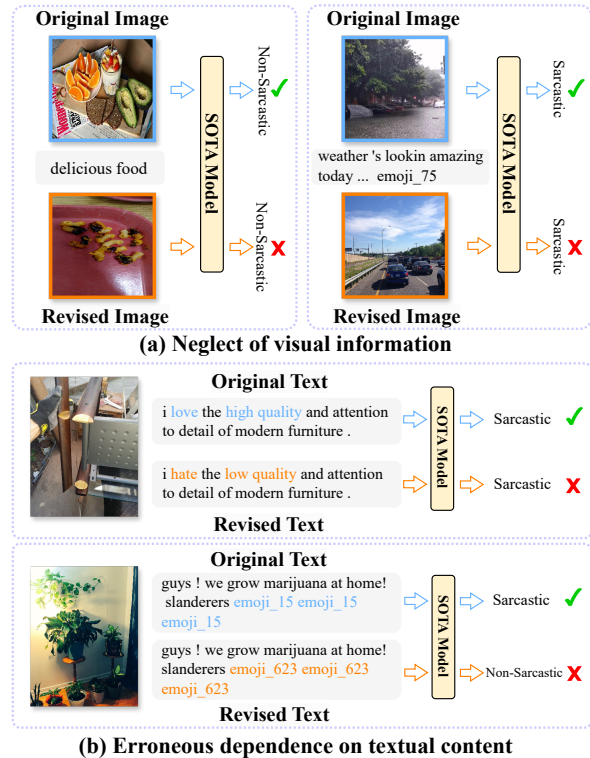 Original Image
Original Image
SOTA Model
Non-Sarcastic
✓
SOTA Model
Sarcastic
✓
delicious food
weather 's lookin amazing
today ... emoji_75
Non-Sarcastic
X
Sarcastic
X
Revised Image
Revised Image
(a) Neglect of visual information
Original Text
i love the high quality and attention
to detail of modern furniture .
SOTA Model
Sarcastic
✓
i hate the low quality and attention
to detail of modern furniture .
Sarcastic
X
Revised Text
Original Text
guys ! we grow marijuana at home!
slanderers emoji_15 emoji_15
emoji_15
SOTA Model
Sarcastic
✓
guys ! we grow marijuana at home!
slanderers emoji_623 emoji_623
emoji_623
Non-Sarcastic
X
Revised Text
(b) Erroneous dependence on textual content